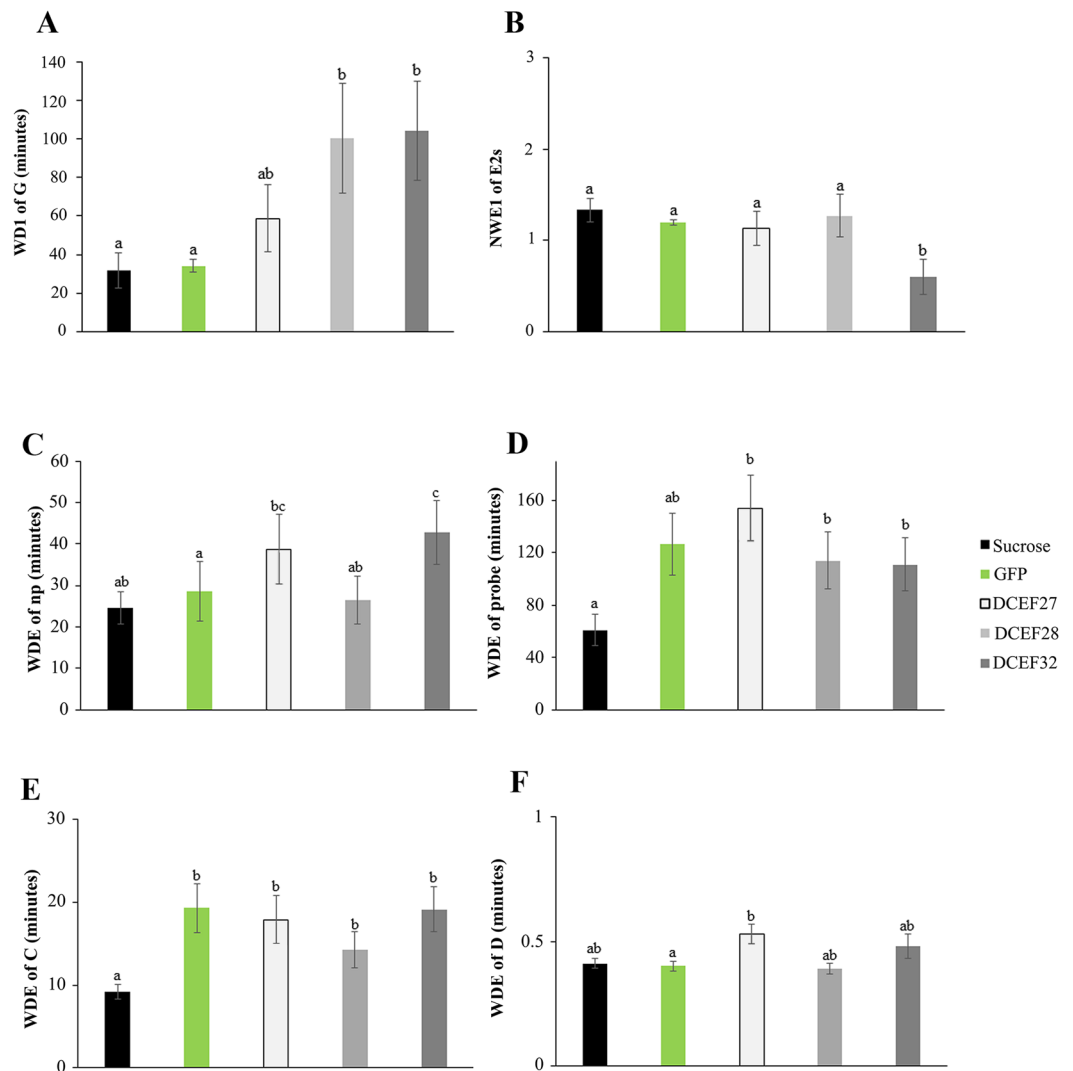 A
WD1 of G (minutes)
140
120
100
80
60
40
20
0
a
a
ab
b
b
B
NWE1 of E2s
3
2
1
0
a
a
a
a
b
C
WDE of np (minutes)
60
50
40
30
20
10
0
ab
a
bc
ab
c
D
WDE of probe (minutes)
160
120
80
40
0
a
ab
b
b
b
Sucrose
GFP
DCEF27
DCEF28
DCEF32
E
WDE of C (minutes)
30
20
10
0
a
b
b
b
b
F
WDE of D (minutes)
1
0.5
0
ab
a
b
ab
ab